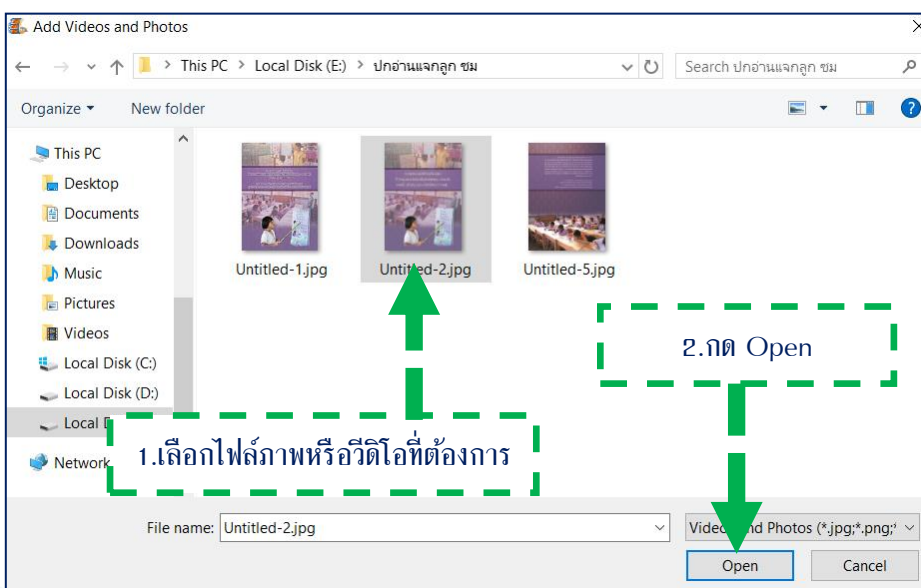 Add Videos and Photos
This PC > Local Disk (E:) > ปกอ่านแจกลูก ซม
Search ปกอ่านแจกลูก ซม
Organize
New folder
This PC
Desktop
Documents
Downloads
Music
Pictures
Videos
Local Disk (C:)
Local Disk (D:)
Local
Network
Untitled-1.jpg
Untitled-2.jpg
Untitled-5.jpg
2.กด Open
1.เลือกไฟล์ภาพหรือวีดิโอที่ต้องการ
File name: Untitled-2.jpg
Videos and Photos (*.jpg;*.png;*
Open
Cancel